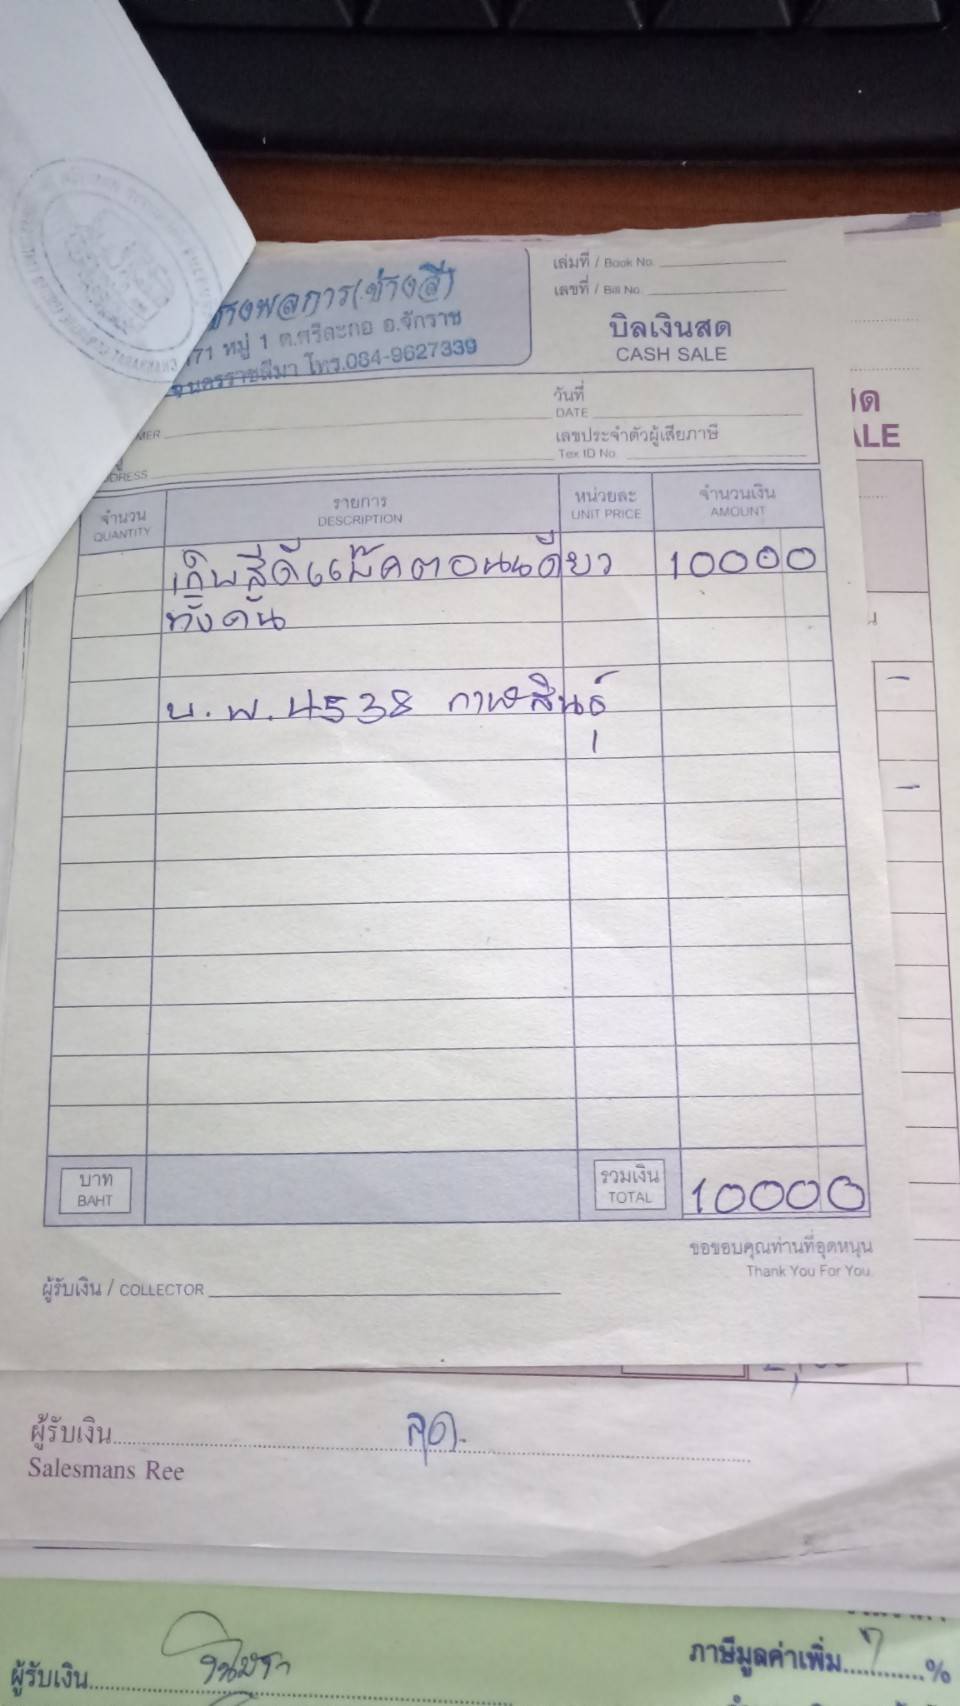 เล่มที่ / Book No.
เลขที่ / Bill No.
บิลเงินสด
CASH SALE
างพลการ(ช่างสี)
171 หมู่ 1 ต.ศรีละกอ อ.จักราช
จ.นครราชสีมา โทร.084-9627339
วันที่
DATE
MER
เลขประจำตัวผู้เสียภาษี
Tex ID No.
DRESS
จำนวน
QUANTITY
รายการ
DESCRIPTION
หน่วยละ
UNIT PRICE
จำนวนเงิน
AMOUNT
เก็บสีดั้มแม๊คตอนเดียว 10000
ทั้งคัน
บ.พ. 4538 กาฬสินธุ์
บาท
BAHT
รวมเงิน
TOTAL
10000
ขอขอบคุณท่านที่อุดหนุน
Thank You For You.
ผู้รับเงิน / COLLECTOR
ผู้รับเงิน
Salesmans Ree
ผู้รับเงิน
ภาษีมูลค่าเพิ่ม 7 %
สด
ALE